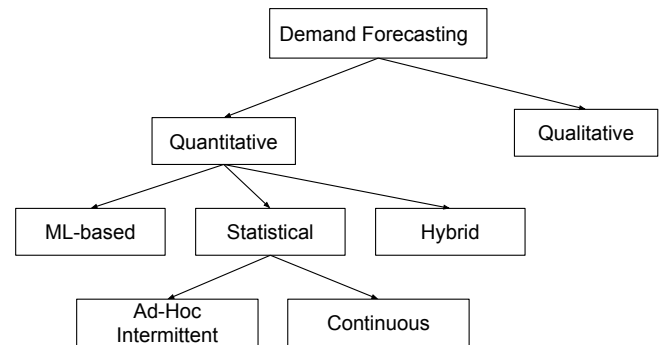 Demand Forecasting
Quantitative
Qualitative
ML-based
Statistical
Hybrid
Ad-Hoc
Intermittent
Continuous